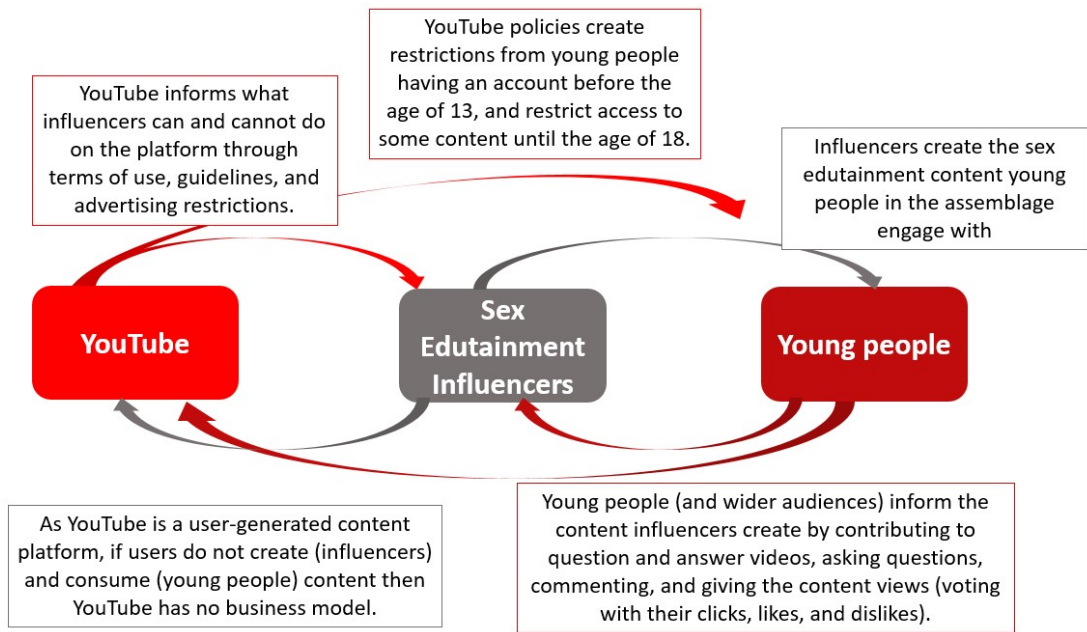 YouTube policies create
restrictions from young people
having an account before the
age of 13, and restrict access to
some content until the age of 18.
YouTube informs what
influencers can and cannot do
on the platform through
terms of use, guidelines, and
advertising restrictions.
Influencers create the sex
edutainment content young
people in the assemblage
engage with
YouTube
Sex
Edutainment
Influencers
Young people
As YouTube is a user-generated content
platform, if users do not create (influencers)
and consume (young people) content then
YouTube has no business model.
Young people (and wider audiences) inform the
content influencers create by contributing to
question and answer videos, asking questions,
commenting, and giving the content views (voting
with their clicks, likes, and dislikes).